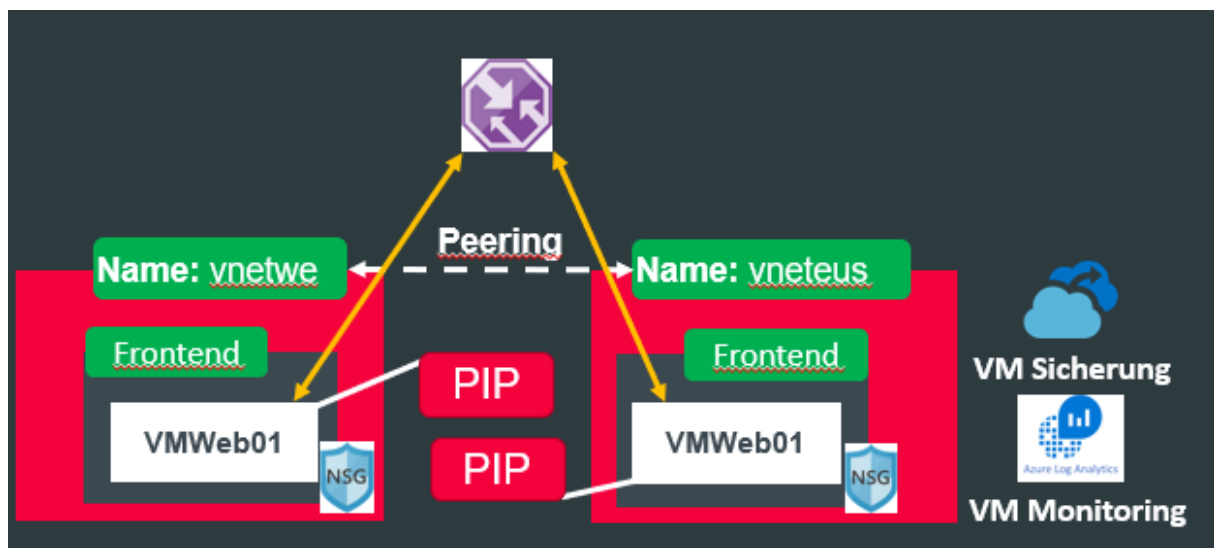 Peering
Name: vnetwe
Name: vneteus
Frontend
Frontend
PIP
VMWeb01
NSG
PIP
VMWeb01
NSG
VM Sicherung
Azure Log Analytics
VM Monitoring